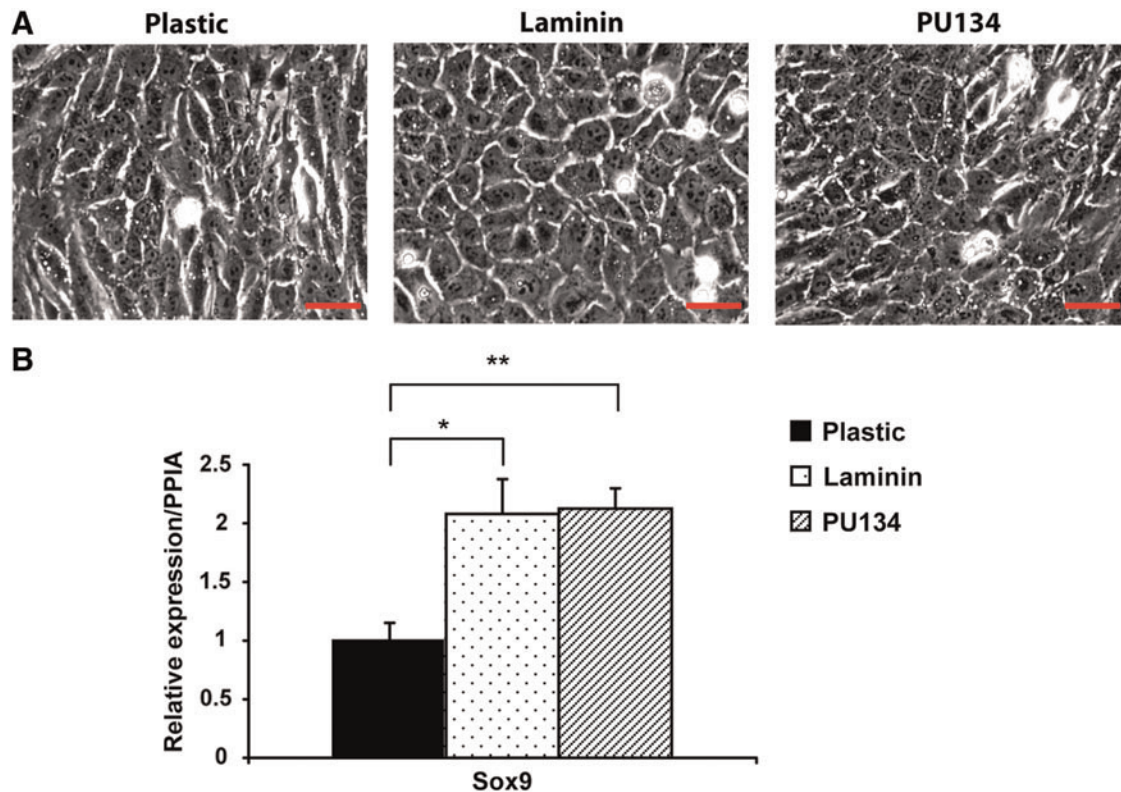 A
Plastic
Laminin
PU134
B
**
*
Plastic
Laminin
PU134
Relative expression/PPIA
2.5
2
1.5
1
0.5
0
Sox9